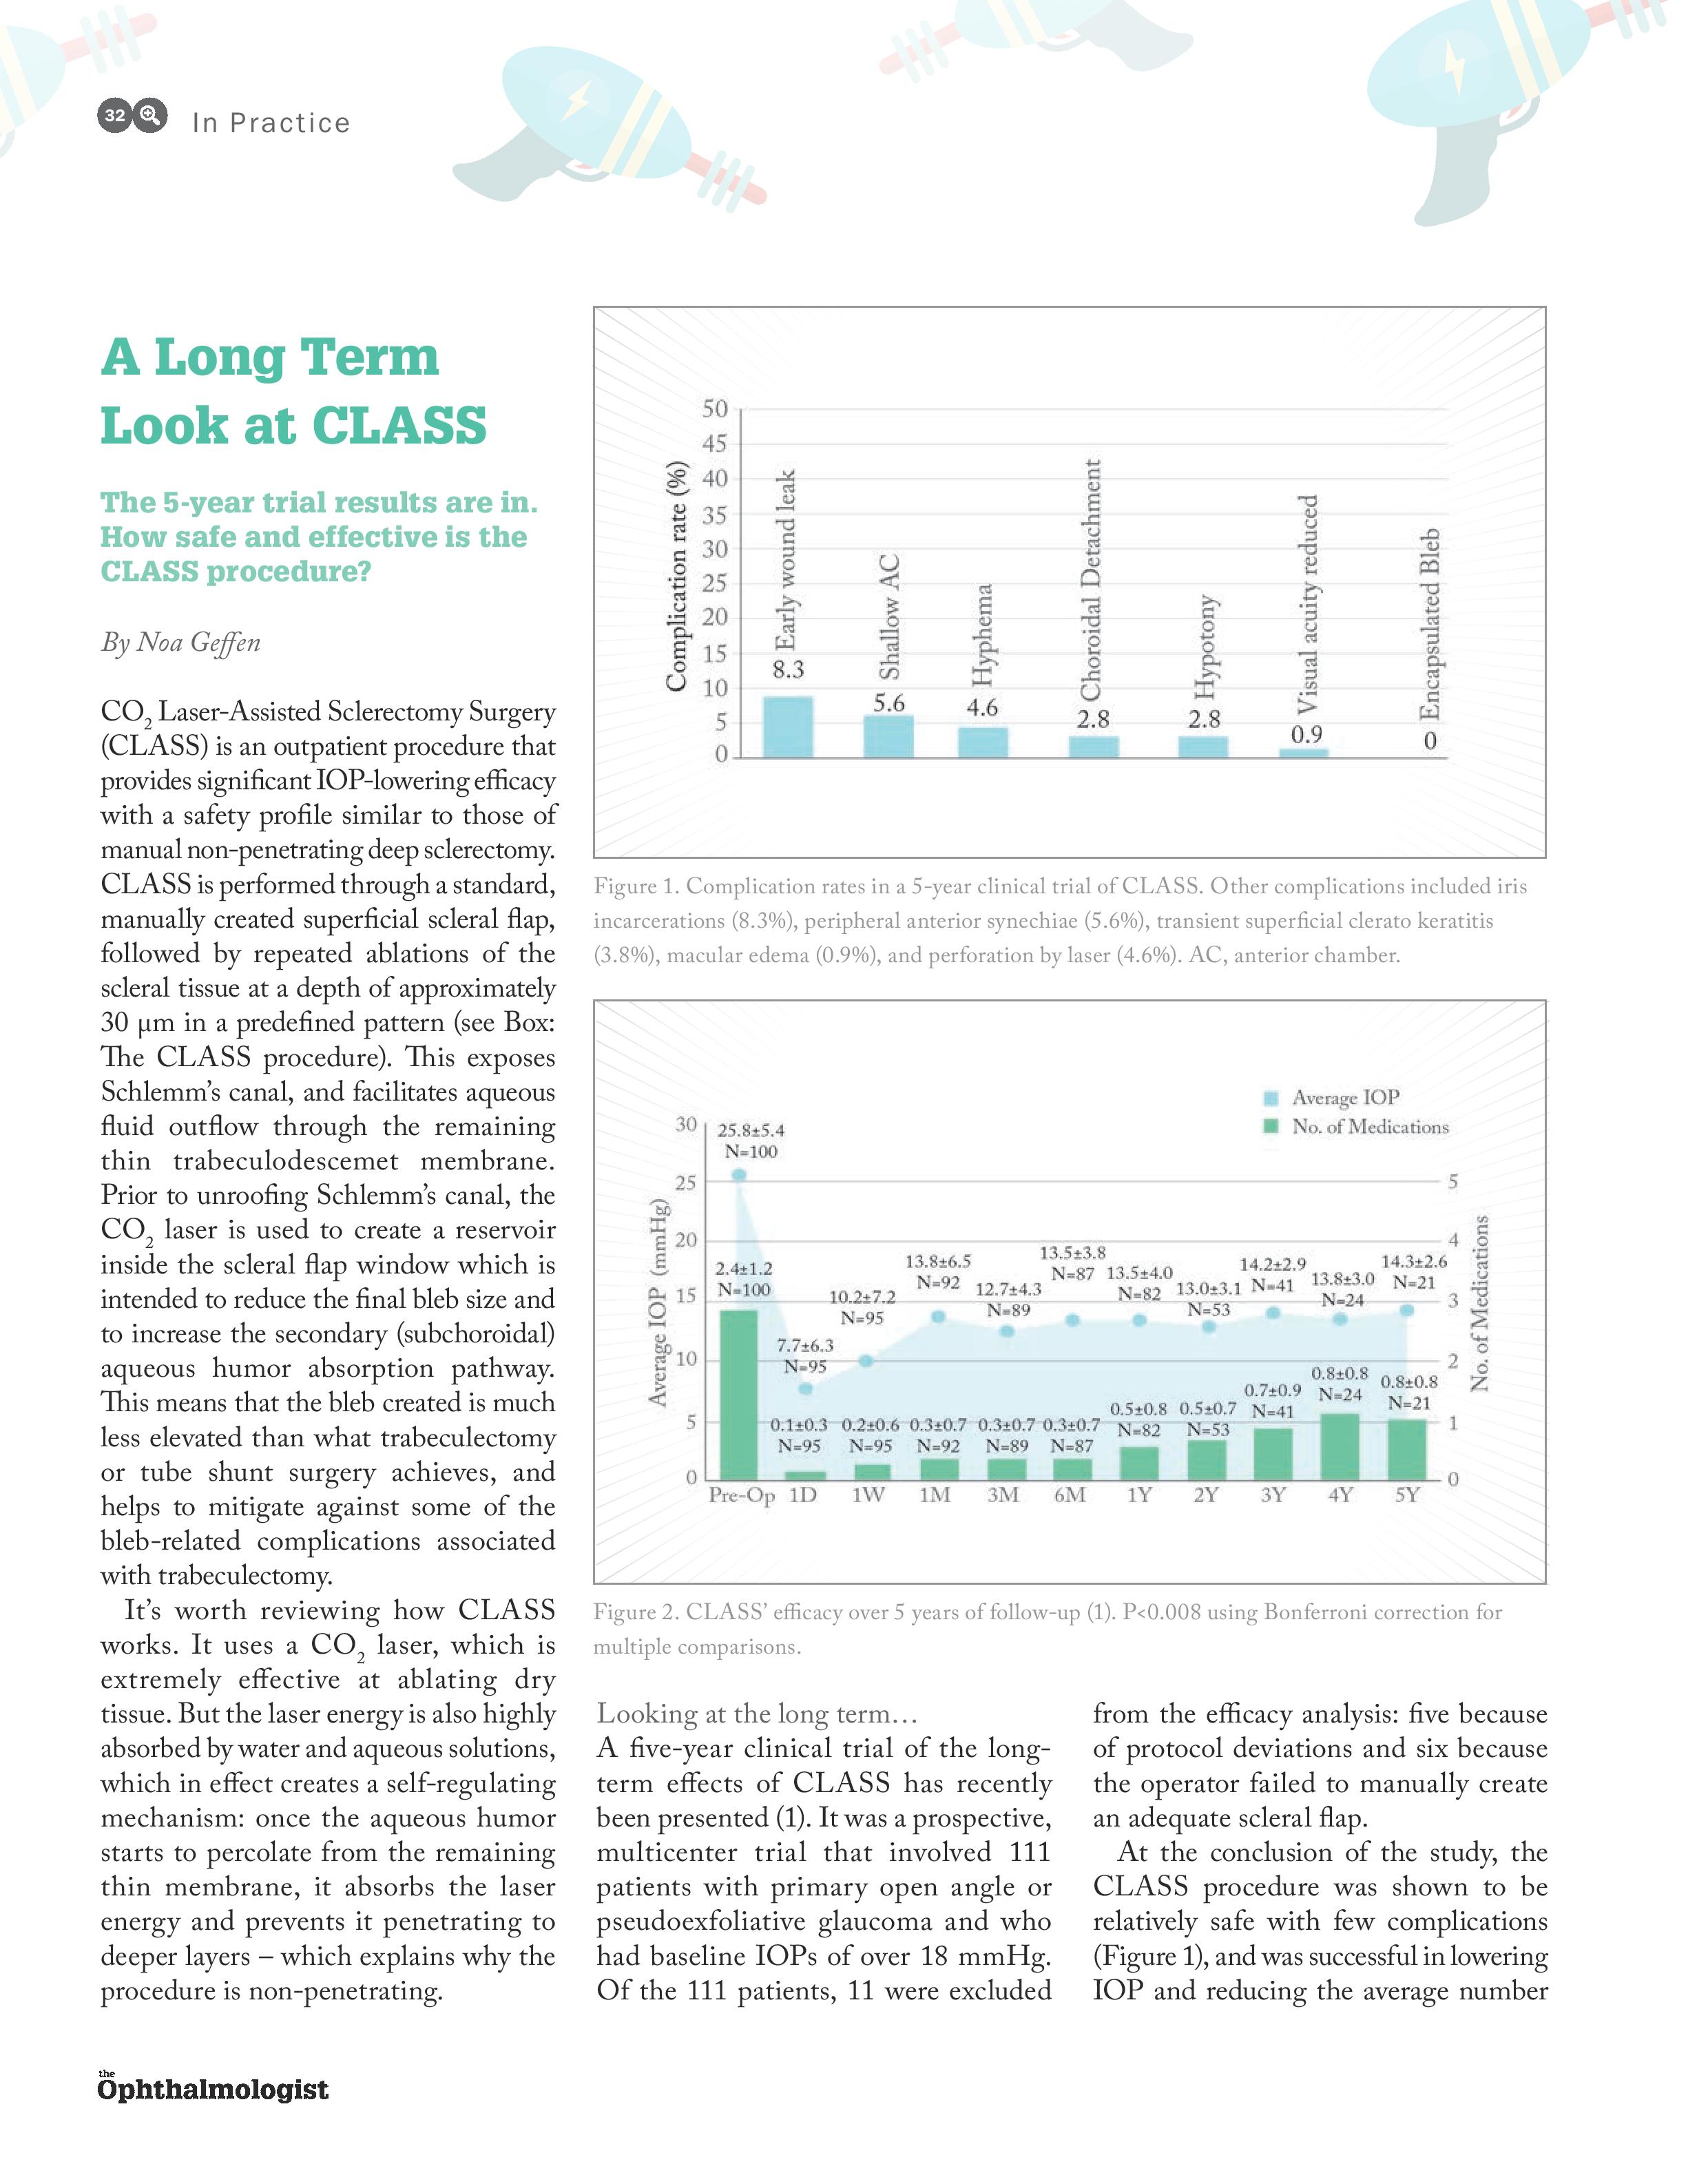 32 In Practice
A Long Term
Look at CLASS
The 5-year trial results are in.
How safe and effective is the
CLASS procedure?
By Noa Geffen
CO₂ Laser-Assisted Sclerectomy Surgery
(CLASS) is an outpatient procedure that
provides significant IOP-lowering efficacy
with a safety profile similar to those of
manual non-penetrating deep sclerectomy.
CLASS is performed through a standard,
manually created superficial scleral flap,
followed by repeated ablations of the
scleral tissue at a depth of approximately
30 μm in a predefined pattern (see Box:
The CLASS procedure). This exposes
Schlemm's canal, and facilitates aqueous
fluid outflow through the remaining
thin trabeculodescemet membrane.
Prior to unroofing Schlemm's canal, the
CO₂ laser is used to create a reservoir
inside the scleral flap window which is
intended to reduce the final bleb size and
to increase the secondary (subchoroidal)
aqueous humor absorption pathway.
This means that the bleb created is much
less elevated than what trabeculectomy
or tube shunt surgery achieves, and
helps to mitigate against some of the
bleb-related complications associated
with trabeculectomy.
It's worth reviewing how CLASS
works. It uses a CO₂ laser, which is
extremely effective at ablating dry
tissue. But the laser energy is also highly
absorbed by water and aqueous solutions,
which in effect creates a self-regulating
mechanism: once the aqueous humor
starts to percolate from the remaining
thin membrane, it absorbs the laser
energy and prevents it penetrating to
deeper layers – which explains why the
procedure is non-penetrating.
Complication rate (%)
50
45
40
35
30
25
20
15
10
5
0
Early wound leak
8.3
Shallow AC
5.6
Hyphema
4.6
Choroidal Detachment
2.8
Hypotony
2.8
Visual acuity reduced
0.9
Encapsulated Bleb
0
Figure 1. Complication rates in a 5-year clinical trial of CLASS. Other complications included iris
incarcerations (8.3%), peripheral anterior synechiae (5.6%), transient superficial clerato keratitis
(3.8%), macular edema (0.9%), and perforation by laser (4.6%). AC, anterior chamber.
Average IOP
No. of Medications
Average IOP (mmHg)
30
25
20
15
10
5
0
25.8±5.4
N=100
7.7±6.3
N=95
10.2±7.2
N=95
13.8±6.5
N=92
12.7±4.3
N=89
13.5±3.8
N=87
13.5±4.0
N=82
13.0±3.1
N=53
14.2±2.9
N=41
13.8±3.0
N=24
14.3±2.6
N=21
2.4±1.2
N=100
0.1±0.3
N=95
0.2±0.6
N=95
0.3±0.7
N=92
0.3±0.7
N=89
0.3±0.7
N=87
0.5±0.8
N=82
0.5±0.7
N=53
0.7±0.9
N=41
0.8±0.8
N=24
0.8±0.8
N=21
Pre-Op 1D 1W 1M 3M 6M 1Y 2Y 3Y 4Y 5Y
5
4
3
2
1
0
No. of Medications
Figure 2. CLASS' efficacy over 5 years of follow-up (1). P<0.008 using Bonferroni correction for
multiple comparisons.
Looking at the long term…
A five-year clinical trial of the long-
term effects of CLASS has recently
been presented (1). It was a prospective,
multicenter trial that involved 111
patients with primary open angle or
pseudoexfoliative glaucoma and who
had baseline IOPs of over 18 mmHg.
Of the 111 patients, 11 were excluded
from the efficacy analysis: five because
of protocol deviations and six because
the operator failed to manually create
an adequate scleral flap.
At the conclusion of the study, the
CLASS procedure was shown to be
relatively safe with few complications
(Figure 1), and was successful in lowering
IOP and reducing the average number
the
Ophthalmologist